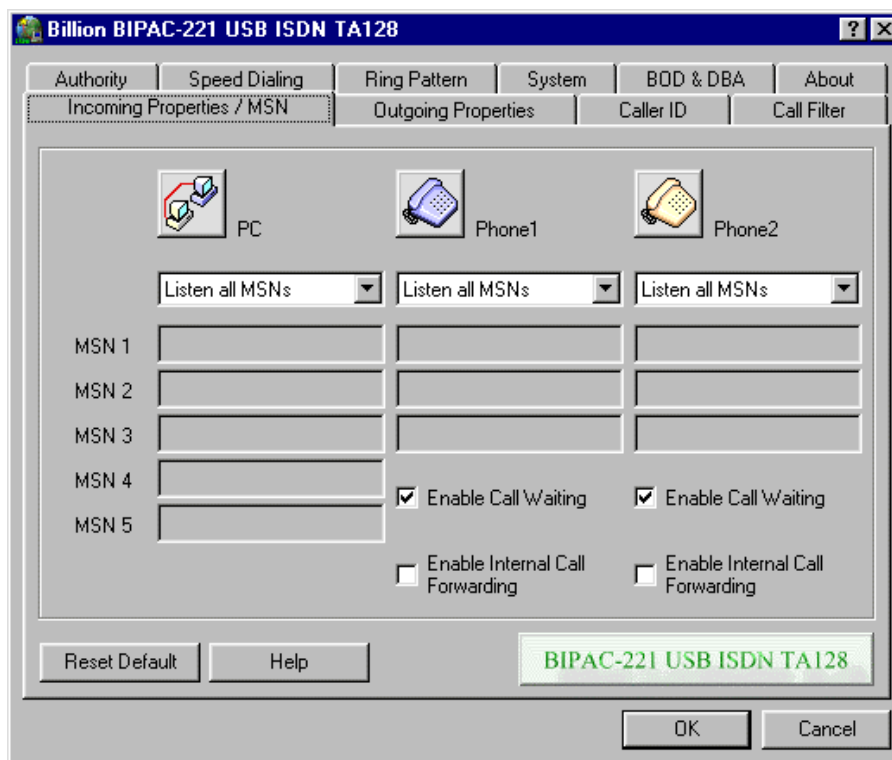 Billion BIPAC-221 USB ISDN TA128
Authority Speed Dialing Ring Pattern System BOD & DBA About
Incoming Properties / MSN Outgoing Properties Caller ID Call Filter
PC Phone1 Phone2
Listen all MSNs Listen all MSNs Listen all MSNs
MSN 1
MSN 2
MSN 3
MSN 4
Enable Call Waiting Enable Call Waiting
MSN 5
Enable Internal Call Enable Internal Call
Forwarding Forwarding
Reset Default Help BIPAC-221 USB ISDN TA128
OK Cancel